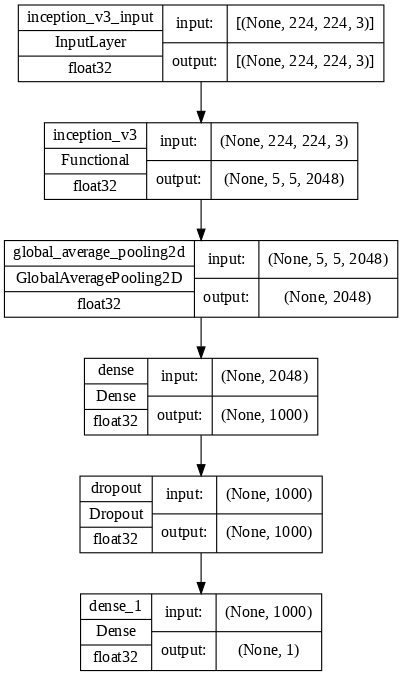 inception_v3_input
InputLayer
float32
input:
[(None, 224, 224, 3)]
output:
[(None, 224, 224, 3)]
inception_v3
Functional
float32
input:
(None, 224, 224, 3)
output:
(None, 5, 5, 2048)
global_average_pooling2d
GlobalAveragePooling2D
float32
input:
(None, 5, 5, 2048)
output:
(None, 2048)
dense
Dense
float32
input:
(None, 2048)
output:
(None, 1000)
dropout
Dropout
float32
input:
(None, 1000)
output:
(None, 1000)
dense_1
Dense
float32
input:
(None, 1000)
output:
(None, 1)